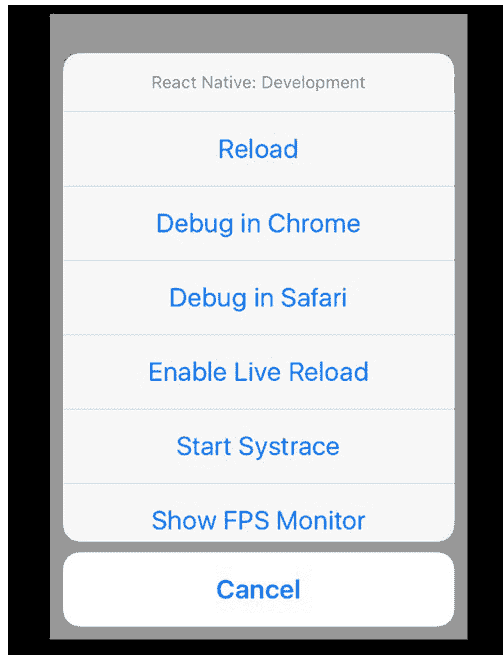 React Native: Development
Reload
Debug in Chrome
Debug in Safari
Enable Live Reload
Start Systrace
Show FPS Monitor
Cancel